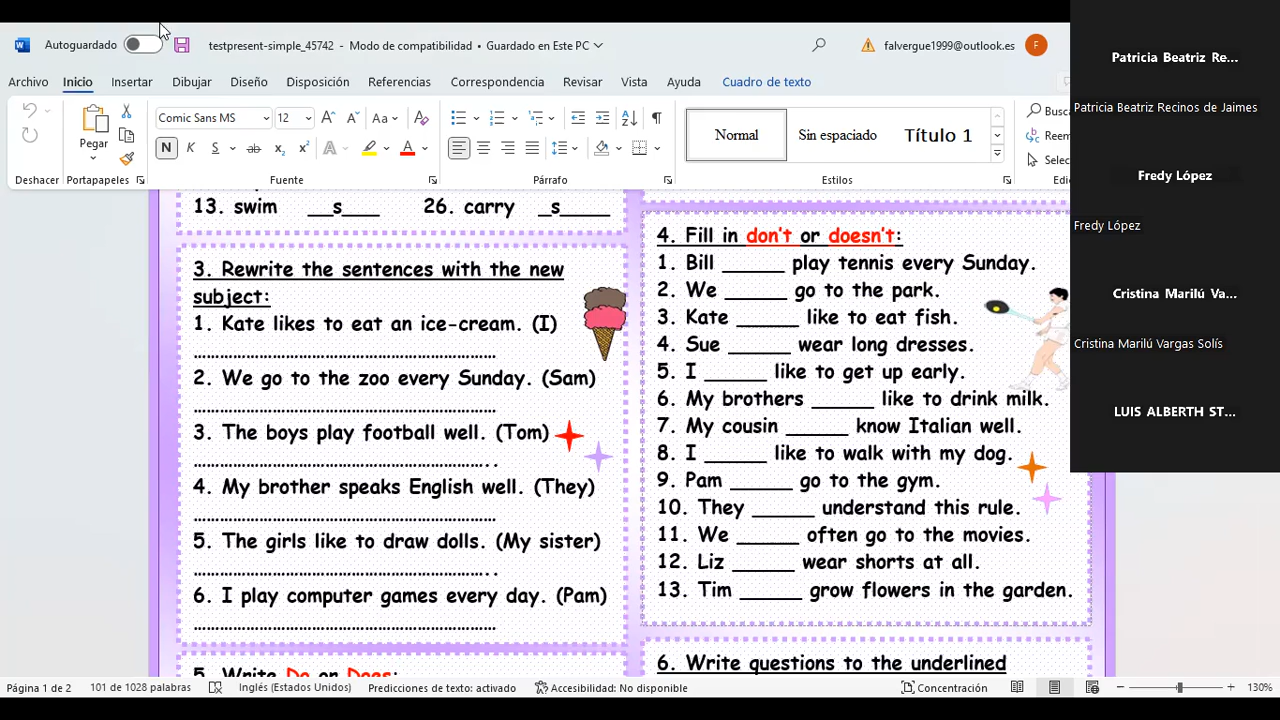 Autoguardado
testpresent-simple_45742 - Modo de compatibilidad • Guardado en Este PC
falvergue1999@outlook.es
F
Archivo Inicio Insertar Dibujar Diseño Disposición Referencias Correspondencia Revisar Vista Ayuda Cuadro de texto
Pegar
Comic Sans MS 12
Normal
Sin espaciado
Título 1
Deshacer Portapapeles Fuente Párrafo Estilos
13. swim __s___ 26. carry _s_____
3. Rewrite the sentences with the new
subject:
1. Kate likes to eat an ice-cream. (I)
……………………………………………………………
2. We go to the zoo every Sunday. (Sam)
……………………………………………………………
3. The boys play football well. (Tom)
…………………………………………………………..
4. My brother speaks English well. (They)
……………………………………………………………
5. The girls like to draw dolls. (My sister)
…………………………………………………………..
6. I play computer games every day. (Pam)
……………………………………………………………
4. Fill in don't or doesn't:
1. Bill ______ play tennis every Sunday.
2. We ______ go to the park.
3. Kate ______ like to eat fish.
4. Sue ______ wear long dresses.
5. I ______ like to get up early.
6. My brothers ______ like to drink milk.
7. My cousin ______ know Italian well.
8. I ______ like to walk with my dog.
9. Pam ______ go to the gym.
10. They ______ understand this rule.
11. We ______ often go to the movies.
12. Liz ______ wear shorts at all.
13. Tim ______ grow flowers in the garden.
5. Write Do or Does:
6. Write questions to the underlined
Patricia Beatriz Re...
Patricia Beatriz Recinos de Jaimes
Fredy López
Fredy López
Cristina Marilú Va...
Cristina Marilú Vargas Solís
LUIS ALBERTH ST...
Página 1 de 2 101 de 1028 palabras Inglés (Estados Unidos) Predicciones de texto: activado Accesibilidad: No disponible Concentración 130%